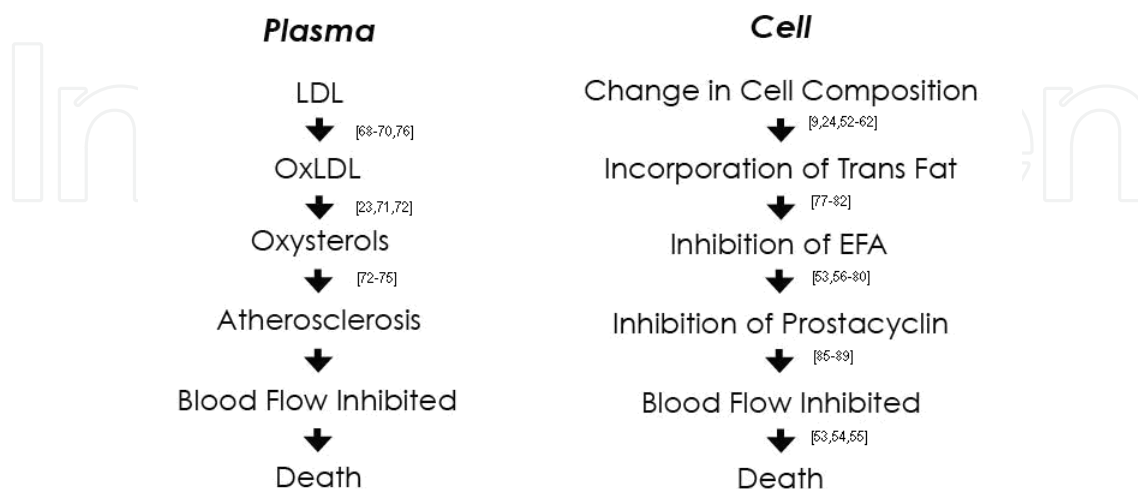 Plasma
LDL
[68-70,76]
OxLDL
[23,71,72]
Oxysterols
[72-75]
Atherosclerosis
Blood Flow Inhibited
Death
Cell
Change in Cell Composition
[9,24,52-62]
Incorporation of Trans Fat
[77-82]
Inhibition of EFA
[53,56-80]
Inhibition of Prostacyclin
[85-89]
Blood Flow Inhibited
[53,54,55]
Death